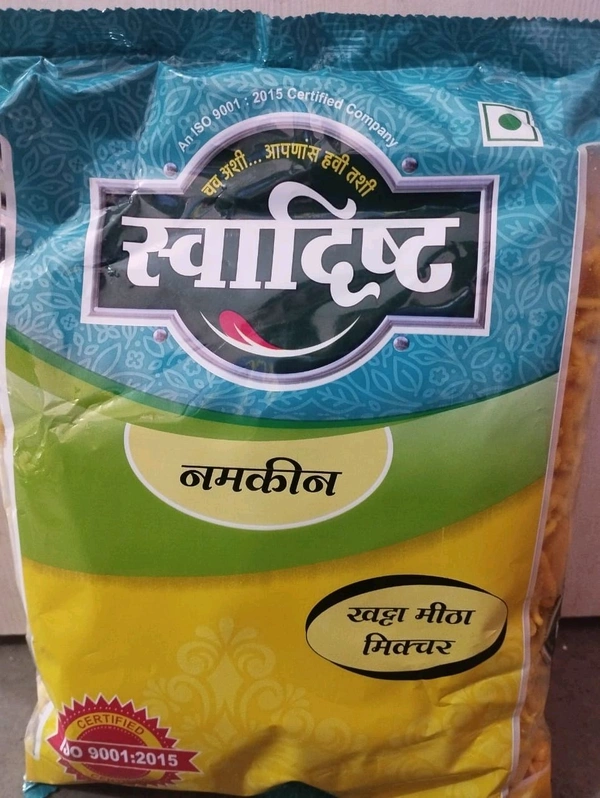 An ISO 9001 : 2015 Certified Company
चव अशी... आपणास हवी तशी
स्वादिष्ट
नमकीन
खट्टा मीठा
मिक्चर
CERTIFIED
ISO 9001:2015